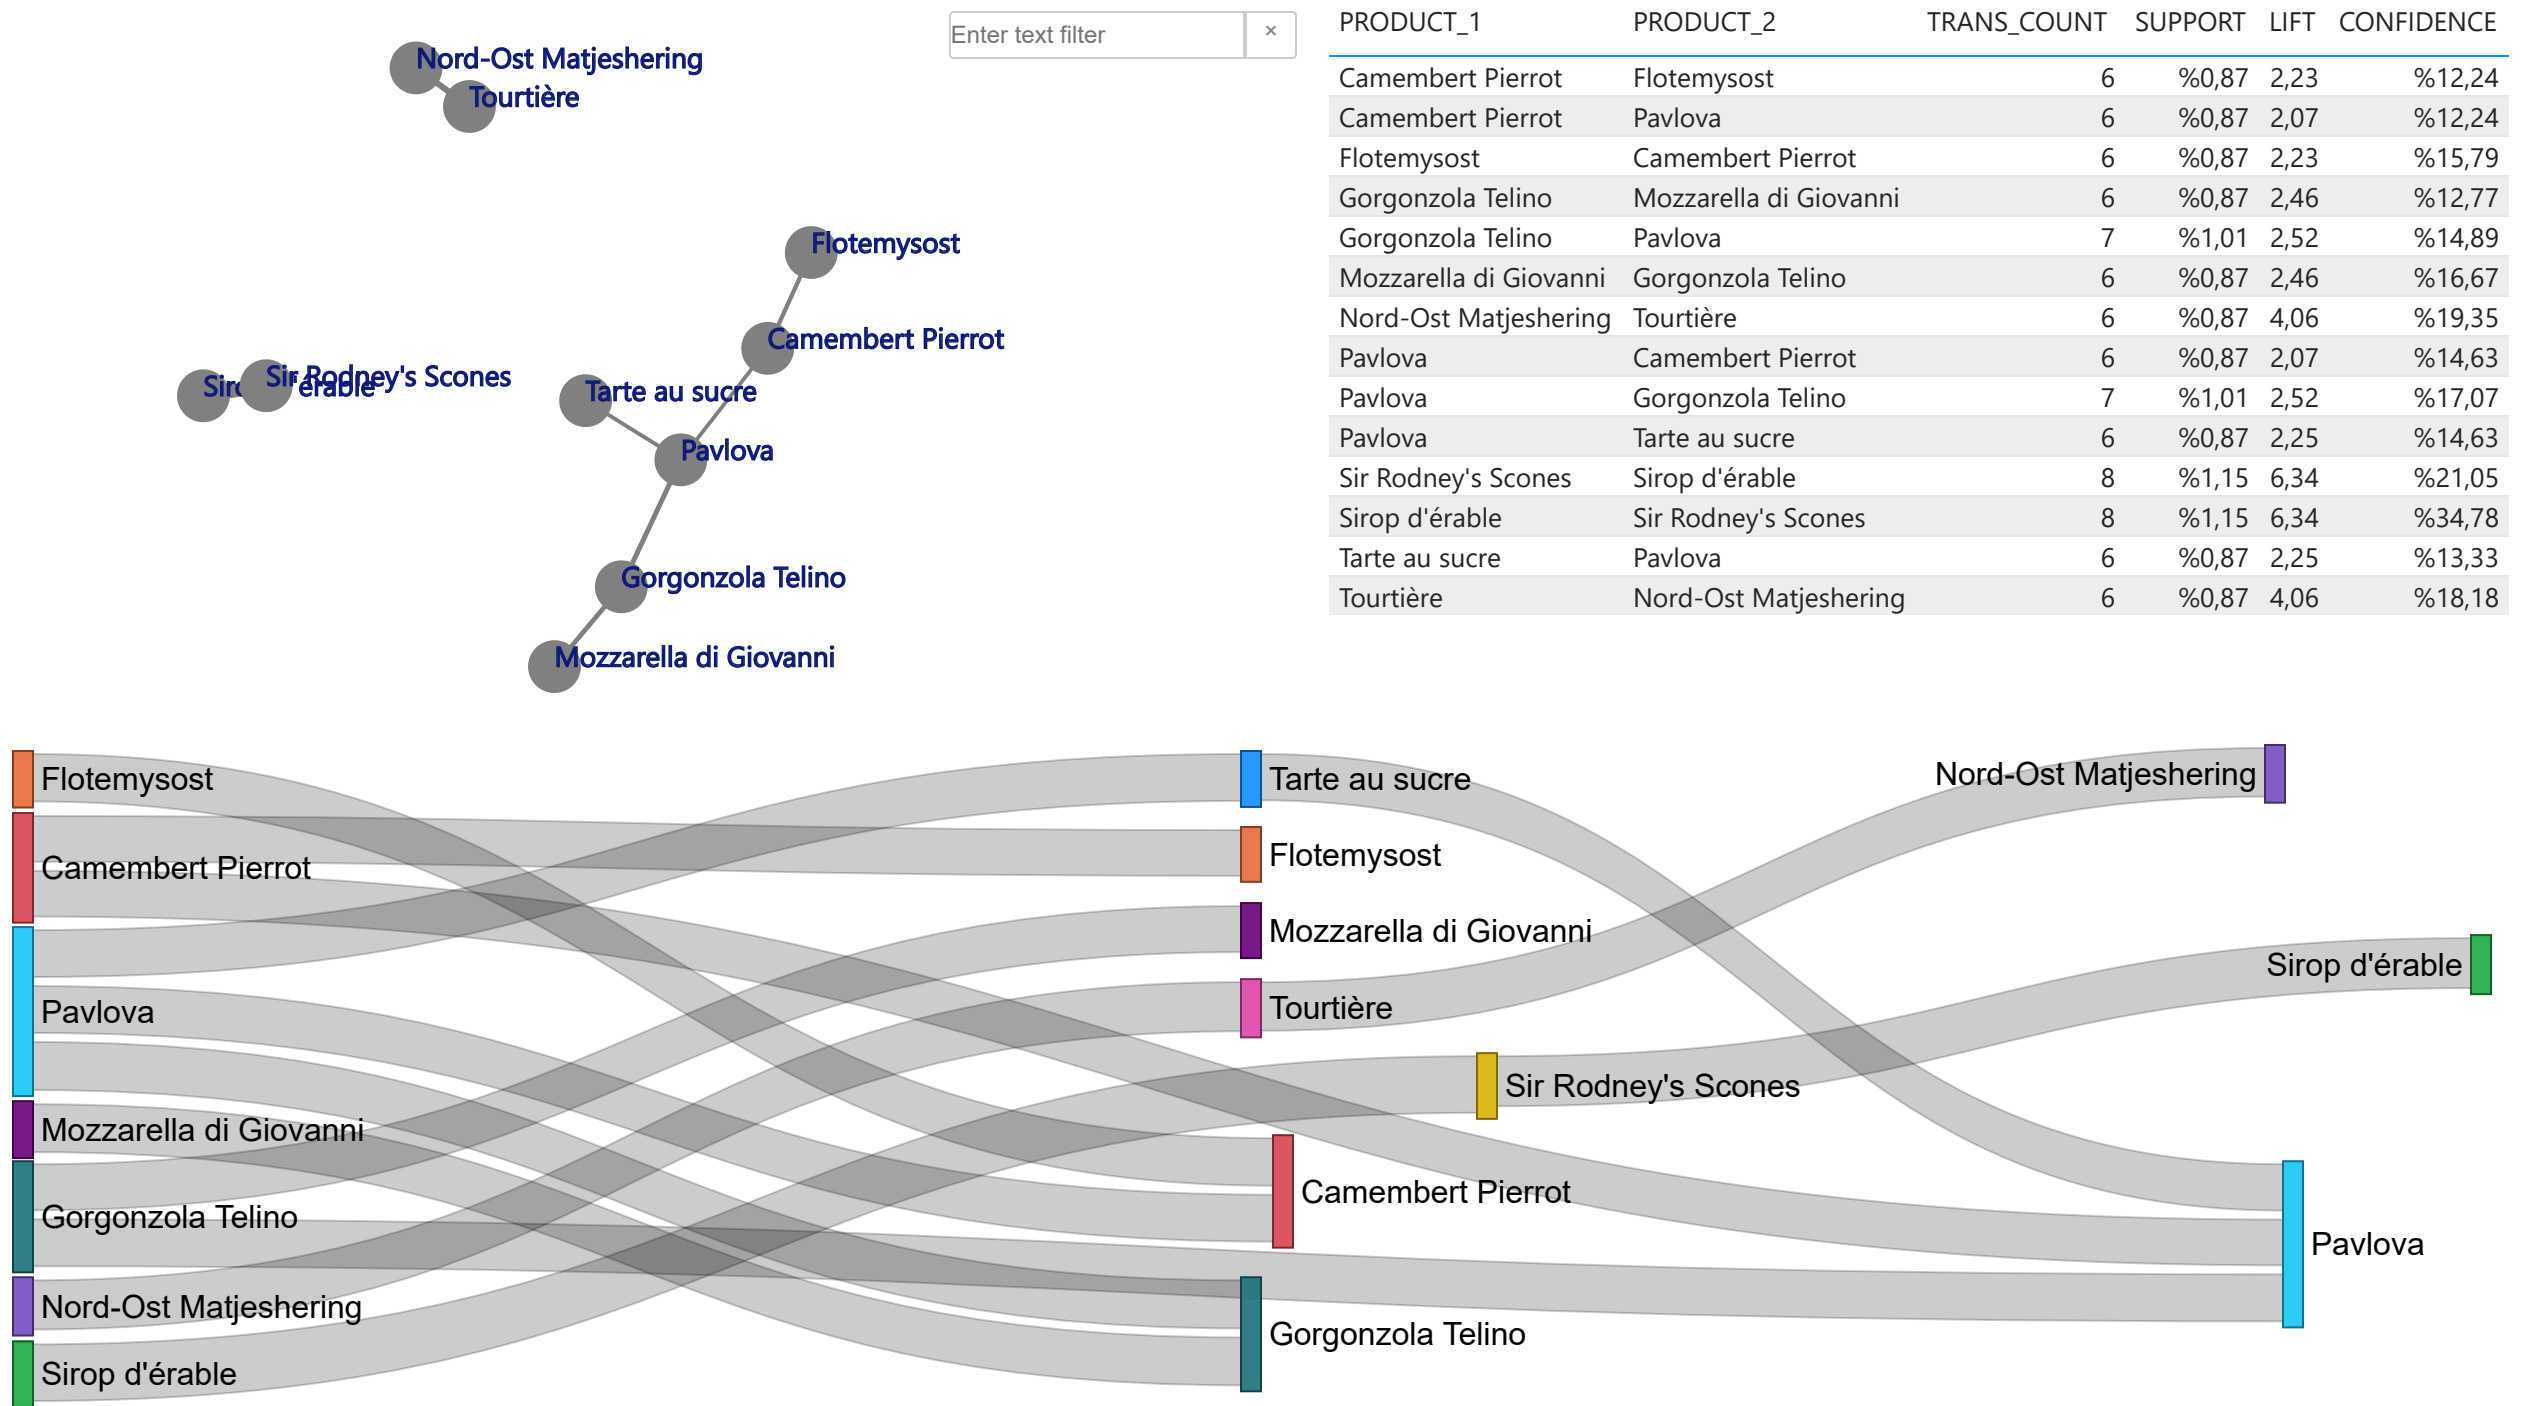 Nord-Ost Matjeshering
Tourtière
Flotemysost
Camembert Pierrot
Sir Rodney's Scones
Sirop d'érable
Tarte au sucre
Pavlova
Gorgonzola Telino
Mozzarella di Giovanni
Enter text filter ×
PRODUCT_1 PRODUCT_2 TRANS_COUNT SUPPORT LIFT CONFIDENCE
Camembert Pierrot Flotemysost 6 %0,87 2,23 %12,24
Camembert Pierrot Pavlova 6 %0,87 2,07 %12,24
Flotemysost Camembert Pierrot 6 %0,87 2,23 %15,79
Gorgonzola Telino Mozzarella di Giovanni 6 %0,87 2,46 %12,77
Gorgonzola Telino Pavlova 7 %1,01 2,52 %14,89
Mozzarella di Giovanni Gorgonzola Telino 6 %0,87 2,46 %16,67
Nord-Ost Matjeshering Tourtière 6 %0,87 4,06 %19,35
Pavlova Camembert Pierrot 6 %0,87 2,07 %14,63
Pavlova Gorgonzola Telino 7 %1,01 2,52 %17,07
Pavlova Tarte au sucre 6 %0,87 2,25 %14,63
Sir Rodney's Scones Sirop d'érable 8 %1,15 6,34 %21,05
Sirop d'érable Sir Rodney's Scones 8 %1,15 6,34 %34,78
Tarte au sucre Pavlova 6 %0,87 2,25 %13,33
Tourtière Nord-Ost Matjeshering 6 %0,87 4,06 %18,18
Flotemysost
Camembert Pierrot
Pavlova
Mozzarella di Giovanni
Gorgonzola Telino
Nord-Ost Matjeshering
Sirop d'érable
Tarte au sucre
Flotemysost
Mozzarella di Giovanni
Tourtière
Sir Rodney's Scones
Camembert Pierrot
Gorgonzola Telino
Nord-Ost Matjeshering
Sirop d'érable
Pavlova